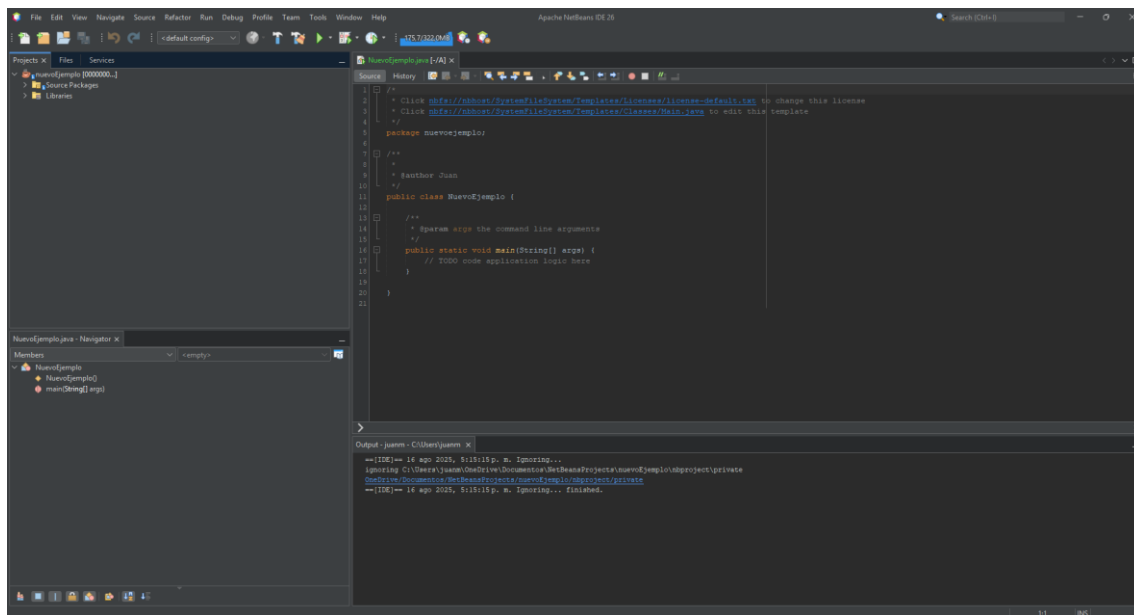 File Edit View Navigate Source Refactor Run Debug Profile Team Tools Window Help
Apache NetBeans IDE 26
Search (Ctrl+I)
<default config>
175.7/322.0MB
Projects Files Services
nuevoEjemplo [0000000...]
Source Packages
Libraries
NuevoEjemplo.java [-/A]
Source History
1 /*
2 * Click nbfs://nbhost/SystemFileSystem/Templates/Licenses/license-default.txt to change this license
3 * Click nbfs://nbhost/SystemFileSystem/Templates/Classes/Main.java to edit this template
4 */
5 package nuevoejemplo;
6
7 /**
8 *
9 * @author Juan
10 */
11 public class NuevoEjemplo {
12
13 /**
14 * @param args the command line arguments
15 */
16 public static void main(String[] args) {
17 // TODO code application logic here
18 }
19
20 }
21
NuevoEjemplo.java - Navigator
Members
<empty>
NuevoEjemplo
NuevoEjemplo()
main(String[] args)
Output - juanm - C:\Users\juanm
==[IDE]== 16 ago 2025, 5:15:15 p. m. Ignoring...
ignoring C:\Users\juanm\OneDrive\Documentos\NetBeansProjects\nuevoEjemplo\nbproject\private
OneDrive/Documentos/NetBeansProjects/nuevoEjemplo/nbproject/private
==[IDE]== 16 ago 2025, 5:15:15 p. m. Ignoring... finished.
1:1 INS